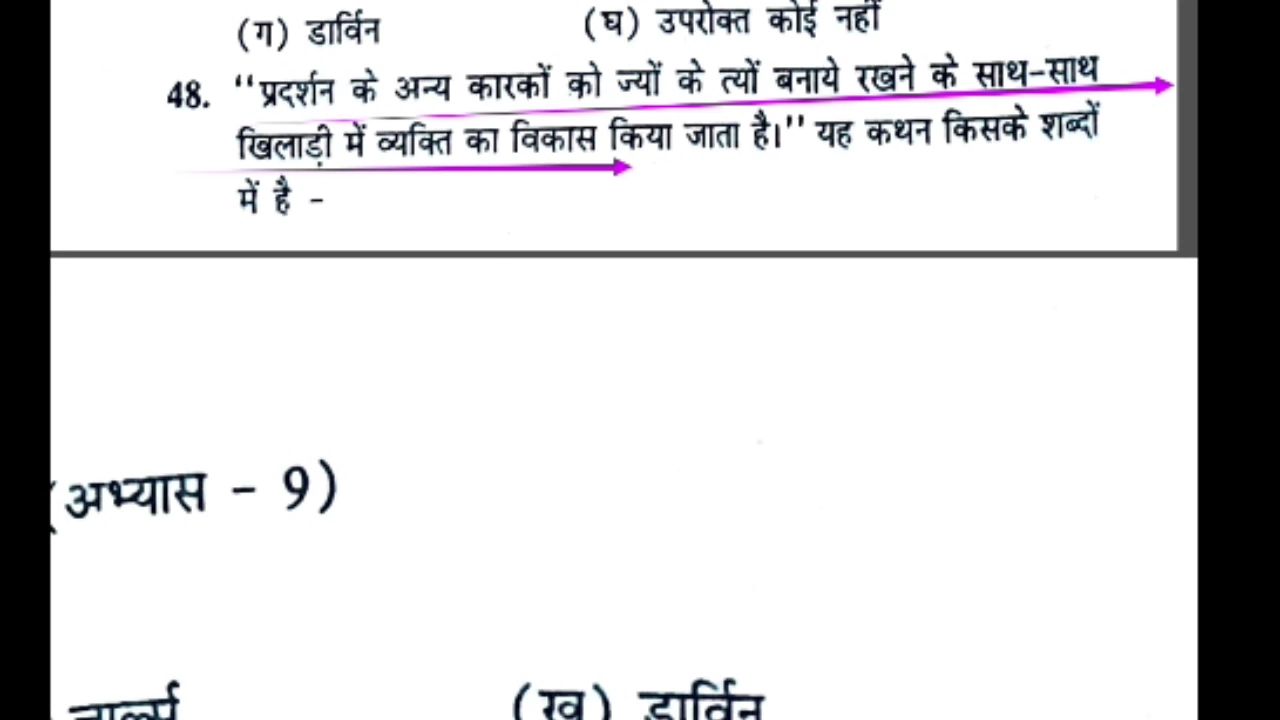 (ग) डार्विन (घ) उपरोक्त कोई नहीं
48. ‘‘प्रदर्शन के अन्य कारकों को ज्यों के त्यों बनाये रखने के साथ-साथ
खिलाड़ी में व्यक्ति का विकास किया जाता है।’’ यह कथन किसके शब्दों
में है -
(अभ्यास - 9)
(ख) डार्विन